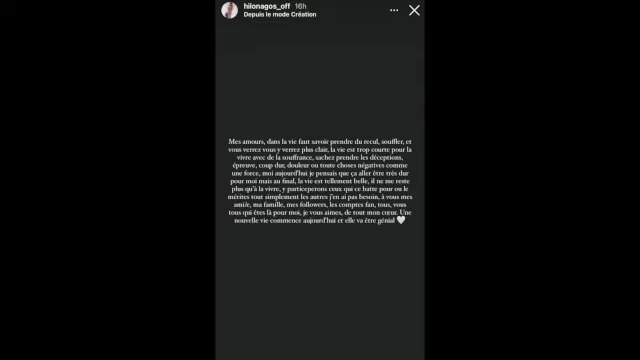 hilonagos_off 16h
Depuis le mode Création
Mes amours, dans la vie faut savoir prendre du recul, souffler, et
vous verrez vous y verrez plus clair, la vie est trop courte pour la
vivre avec de la souffrance, sachez prendre les déceptions,
épreuve, coup dur, douleur ou toute choses négatives comme
une force, moi aujourd'hui je pensais que ça aller être très dur
pour moi mais au final, la vie est tellement belle, il ne me reste
plus qu'à la vivre, y participerons ceux qui ce batte pour ou le
mérites tout simplement les autres j'en ai pas besoin, à vous mes
ami/e, ma famille, mes followers, les comptes fan, tous, vous
tous qui êtes là pour moi, je vous aimes, de tout mon cœur. Une
nouvelle vie commence aujourd'hui et elle va être génial 🤍